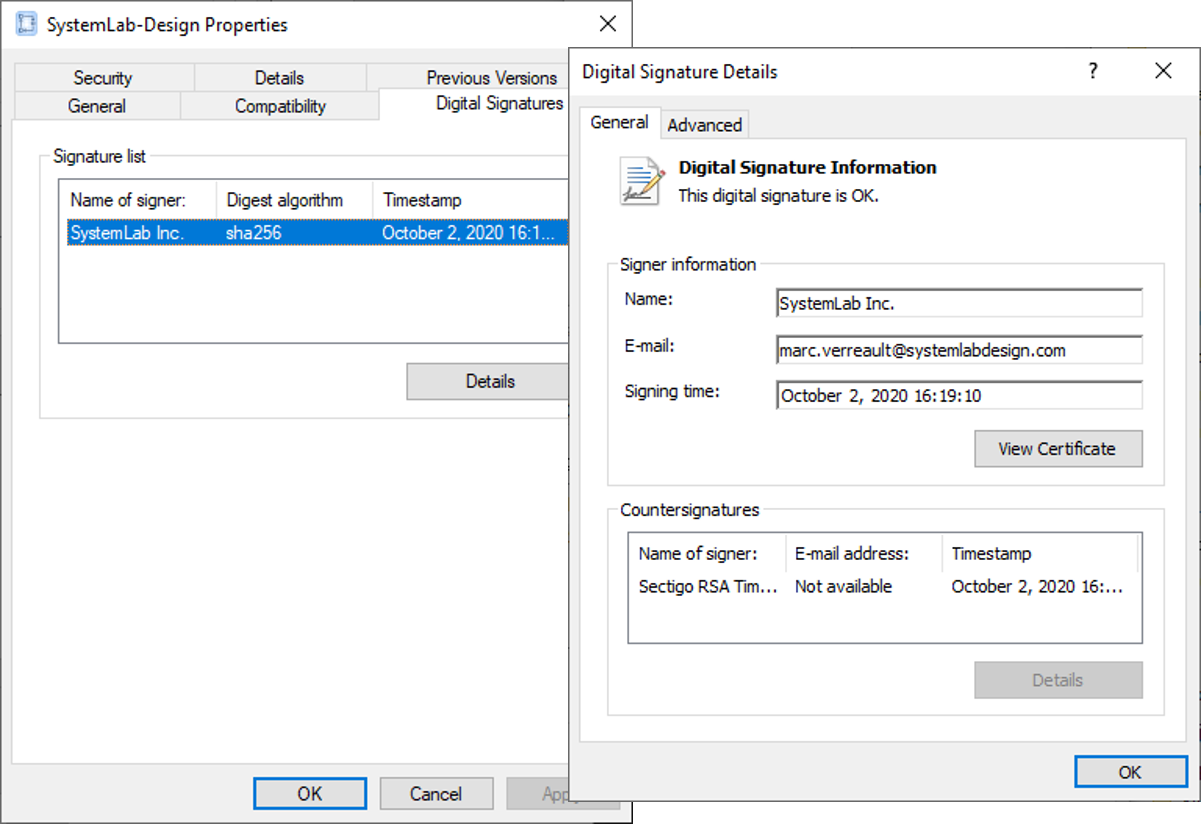 SystemLab-Design Properties
Security Details Previous Versions
General Compatibility Digital Signatures
Signature list
Name of signer: Digest algorithm Timestamp
SystemLab Inc. sha256 October 2, 2020 16:1...
Details
OK Cancel Apply
Digital Signature Details ?
General Advanced
Digital Signature Information
This digital signature is OK.
Signer information
Name: SystemLab Inc.
E-mail: marc.verreault@systemlabdesign.com
Signing time: October 2, 2020 16:19:10
View Certificate
Countersignatures
Name of signer: E-mail address: Timestamp
Sectigo RSA Tim... Not available October 2, 2020 16:...
Details
OK